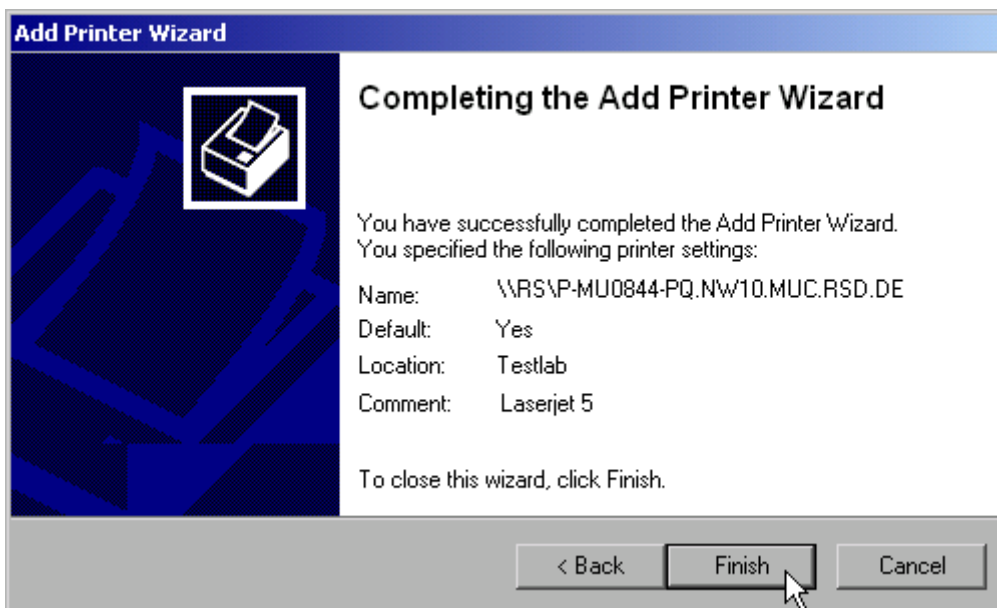 Add Printer Wizard
Completing the Add Printer Wizard
You have successfully completed the Add Printer Wizard.
You specified the following printer settings:
Name: \\RS\P-MU0844-PQ.NW10.MUC.RSD.DE
Default: Yes
Location: Testlab
Comment: Laserjet 5
To close this wizard, click Finish.
< Back Finish Cancel